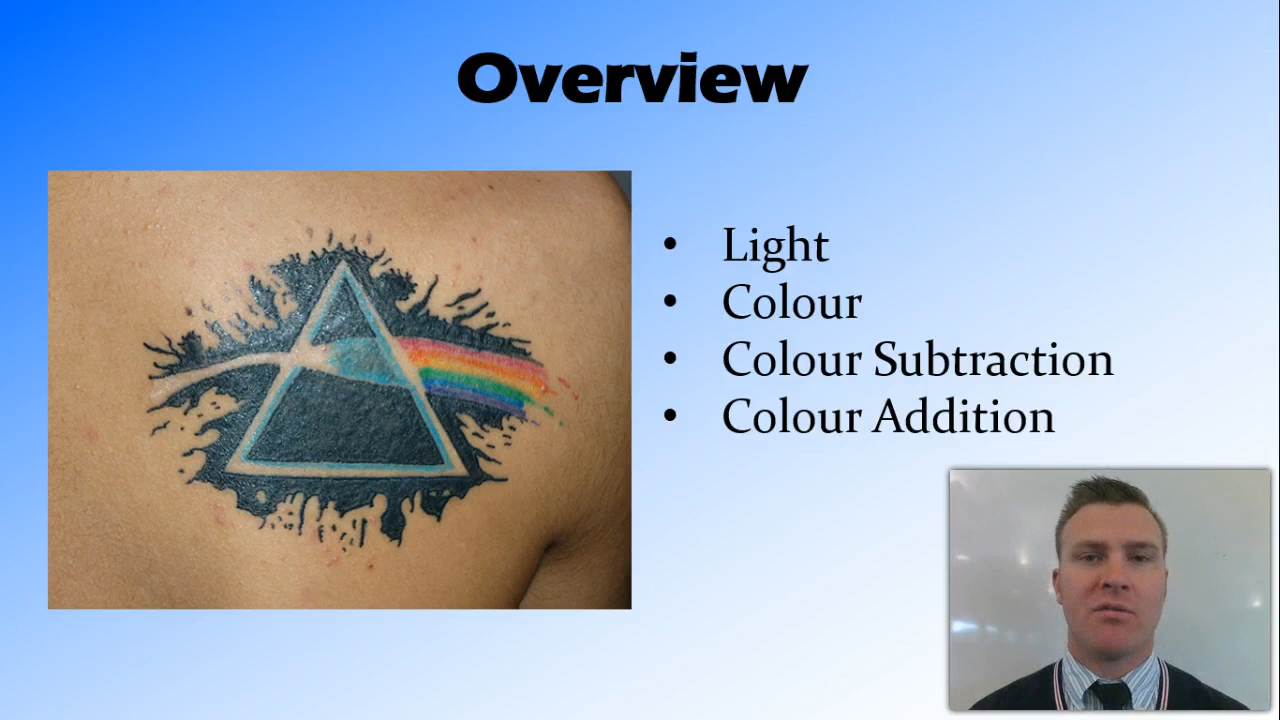 Overview
• Light
• Colour
• Colour Subtraction
• Colour Addition